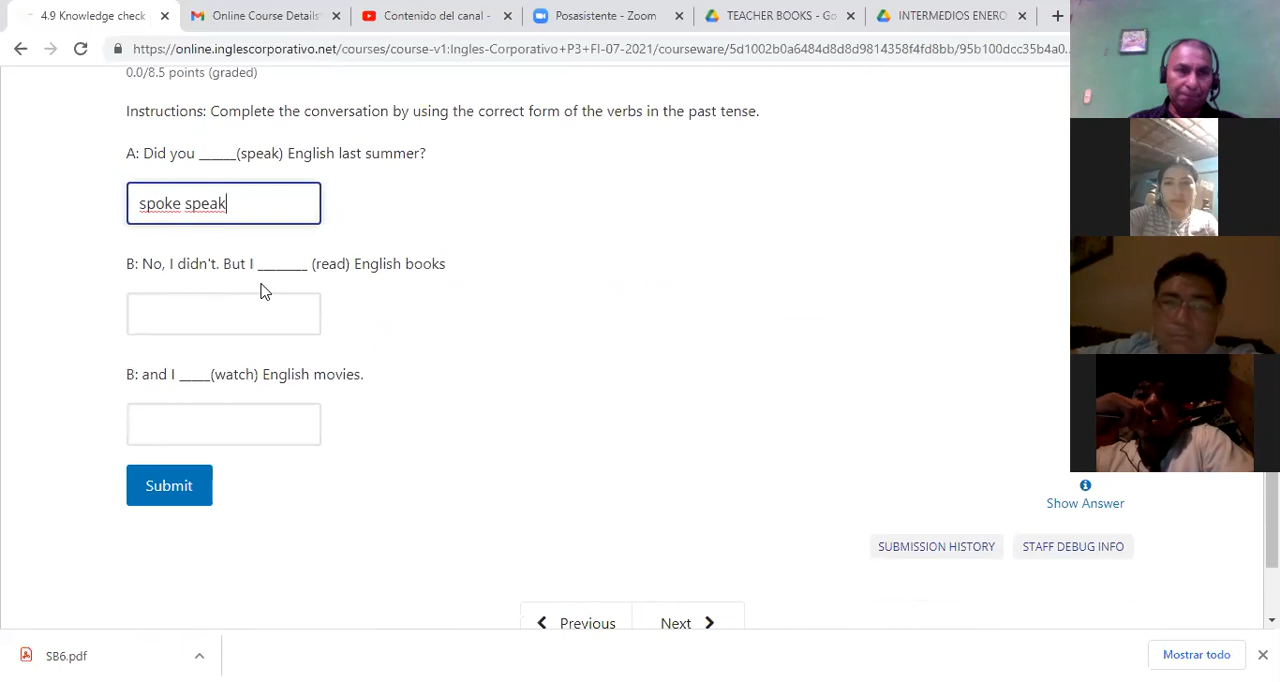 4.9 Knowledge check
Online Course Details"
Contenido del canal -
Posasistente - Zoom
TEACHER BOOKS - Go
INTERMEDIOS ENERO
https://online.inglescorporativo.net/courses/course-v1:Ingles-Corporativo+P3+FI-07-2021/courseware/5d1002b0a6484d8d8d9814358f4fd8bb/95b100dcc35b4a0...
0.0/8.5 points (graded)
Instructions: Complete the conversation by using the correct form of the verbs in the past tense.
A: Did you ______(speak) English last summer?
spoke speak
B: No, I didn't. But I ________ (read) English books
B: and I _____(watch) English movies.
Submit
Show Answer
SUBMISSION HISTORY
STAFF DEBUG INFO
Previous
Next
SB6.pdf
Mostrar todo